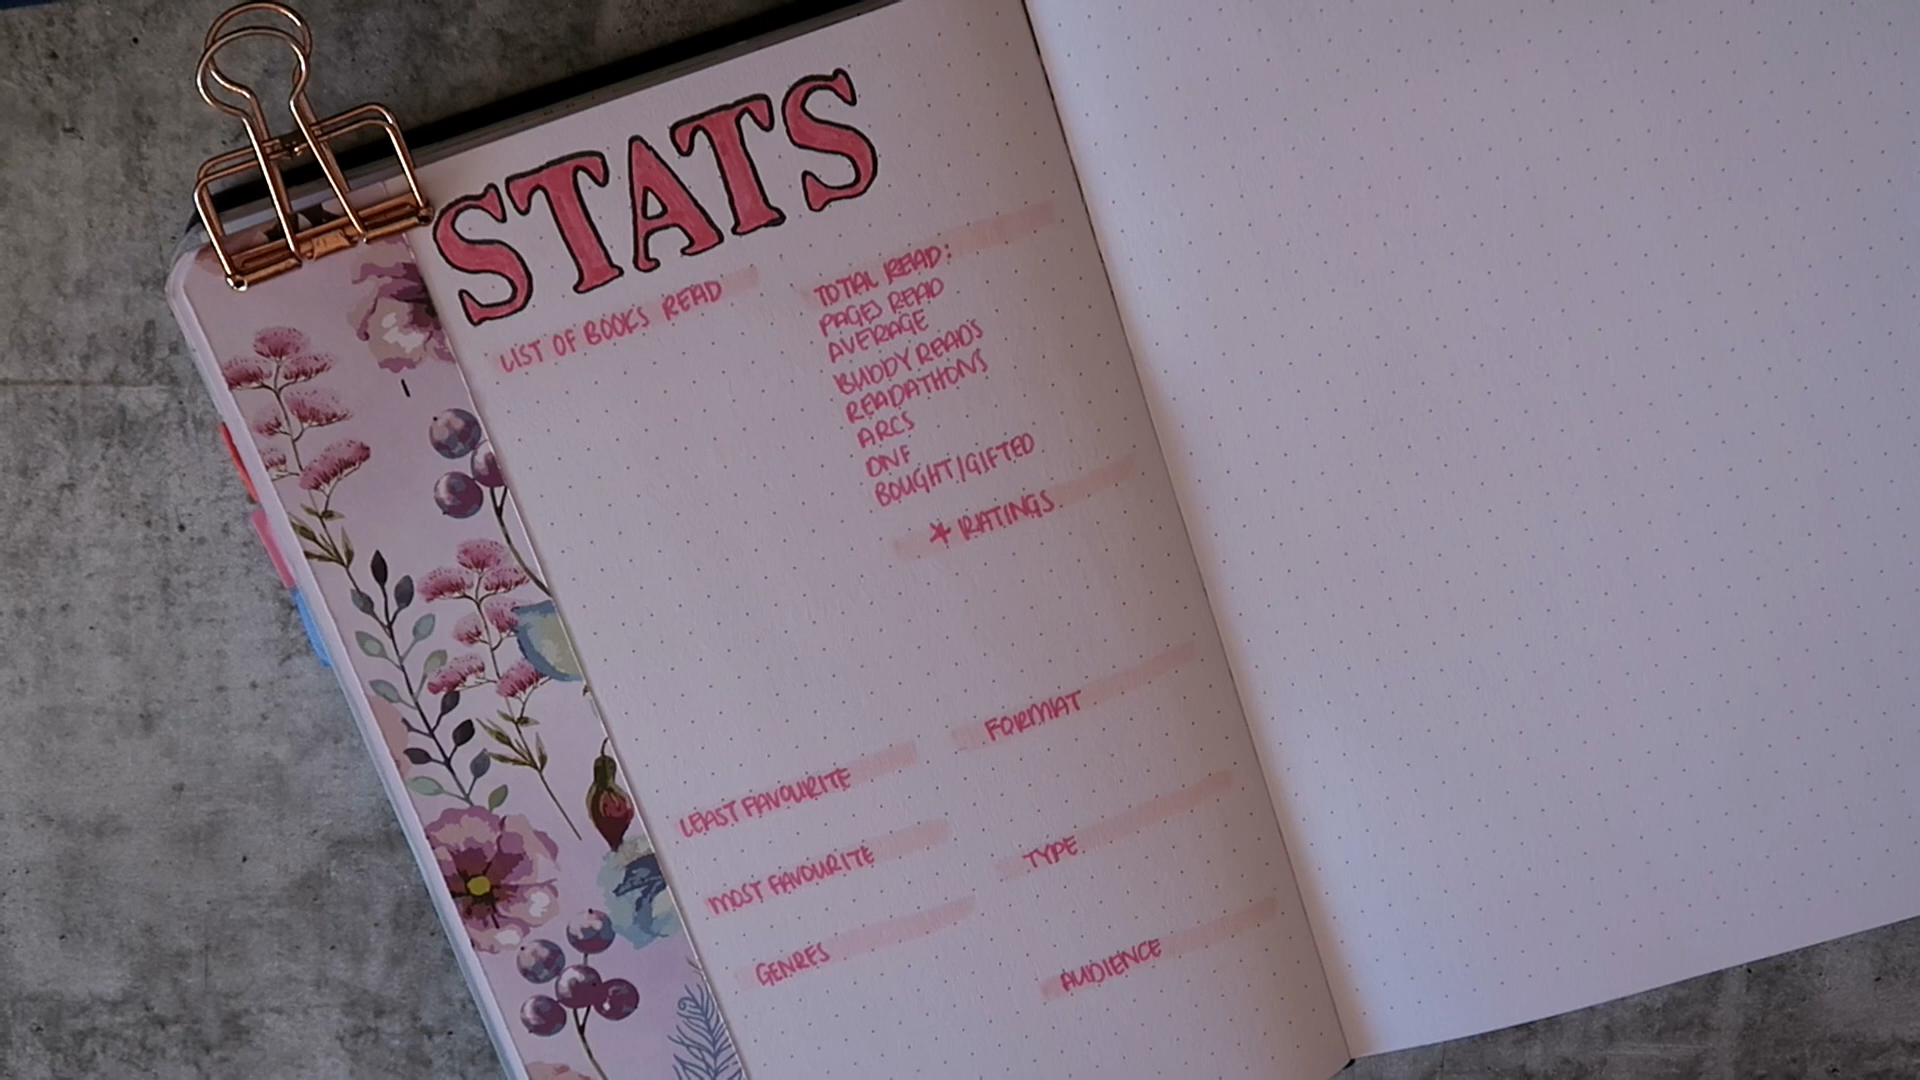 STATS
LIST OF BOOKS READ
TOTAL READ:
PAGES READ
AVERAGE
BUDDY READS
READATHONS
ARCS
DNF
BOUGHT/GIFTED
* RATINGS
FORMAT
LEAST FAVOURITE
TYPE
MOST FAVOURITE
GENRES
AUDIENCE